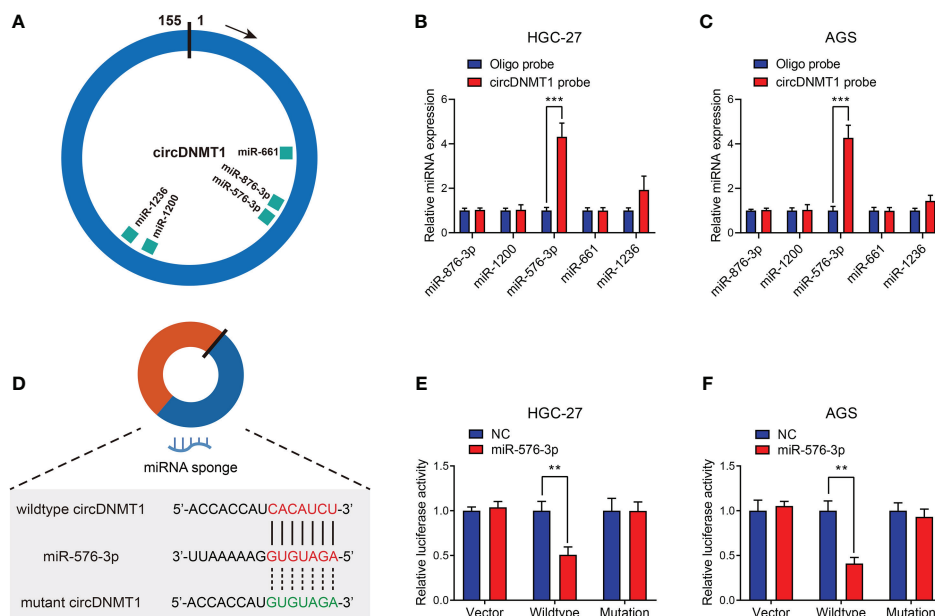 A
155
1
circDNMT1
miR-661
miR-876-3p
miR-576-3p
miR-1236
miR-1200
B
HGC-27
Oligo probe
circDNMT1 probe
Relative miRNA expression
6
4
2
0
***
miR-876-3p
miR-1200
miR-576-3p
miR-661
miR-1236
C
AGS
Oligo probe
circDNMT1 probe
Relative miRNA expression
6
4
2
0
***
miR-876-3p
miR-1200
miR-576-3p
miR-661
miR-1236
D
miRNA sponge
wildtype circDNMT1 5'-ACCACCAUCACAUCU-3'
miR-576-3p 3'-UUAAAAAGGUGUAGA-5'
mutant circDNMT1 5'-ACCACCAUGUGUAGA-3'
E
HGC-27
NC
miR-576-3p
Relative luciferase activity
1.5
1.0
0.5
0.0
**
Vector Wildtype Mutation
F
AGS
NC
miR-576-3p
Relative luciferase activity
1.5
1.0
0.5
0.0
**
Vector Wildtype Mutation